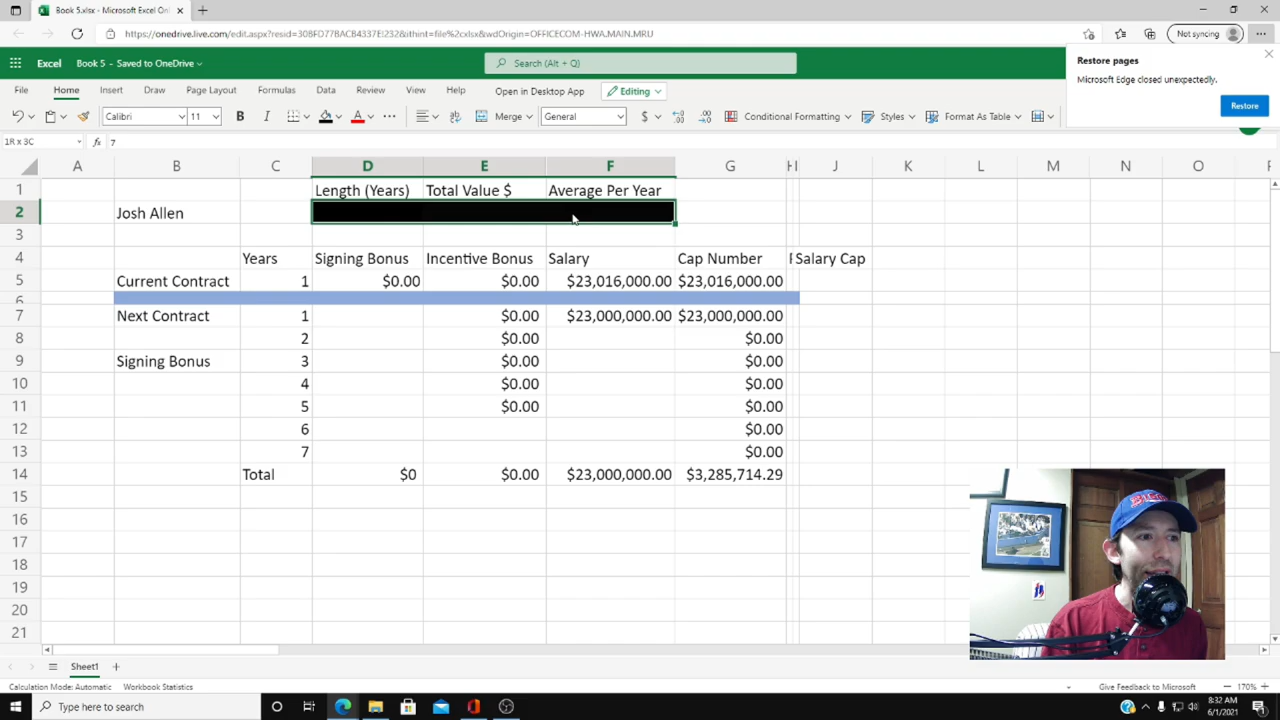 Book 5.xlsx - Microsoft Excel Onl
https://onedrive.live.com/edit.aspx?resid=30BFD77BACB4337E!232&ithint=file%2cxlsx&wdOrigin=OFFICECOM-HWA.MAIN.MRU
Not syncing
Excel Book 5 - Saved to OneDrive
Search (Alt + Q)
Restore pages
Microsoft Edge closed unexpectedly.
Restore
File Home Insert Draw Page Layout Formulas Data Review View Help Open in Desktop App Editing
Calibri 11 B I A Merge General $ Conditional Formatting Styles Format As Table
1R x 3C fx 7
A B C D E F G H J K L M N O
1 Length (Years) Total Value $ Average Per Year
2 Josh Allen
3
4 Years Signing Bonus Incentive Bonus Salary Cap Number Salary Cap
5 Current Contract 1 $0.00 $0.00 $23,016,000.00 $23,016,000.00
6
7 Next Contract 1 $0.00 $23,000,000.00 $23,000,000.00
8 2 $0.00 $0.00
9 Signing Bonus 3 $0.00 $0.00
10 4 $0.00 $0.00
11 5 $0.00 $0.00
12 6 $0.00
13 7 $0.00
14 Total $0 $0.00 $23,000,000.00 $3,285,714.29
15
16
17
18
19
20
21
Sheet1
Calculation Mode: Automatic Workbook Statistics
Give Feedback to Microsoft 170%
Type here to search
8:32 AM
6/1/2021